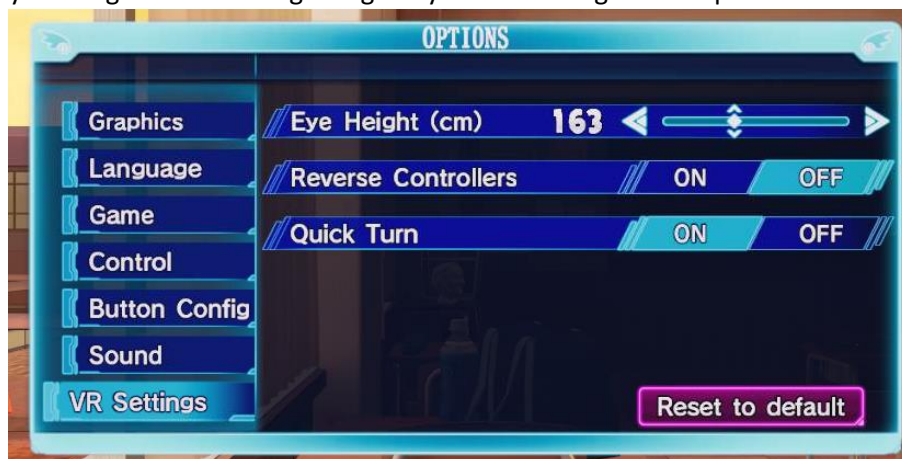 OPTIONS
Graphics
Language
Game
Control
Button Config
Sound
VR Settings
Eye Height (cm) 163
Reverse Controllers ON OFF
Quick Turn ON OFF
Reset to default